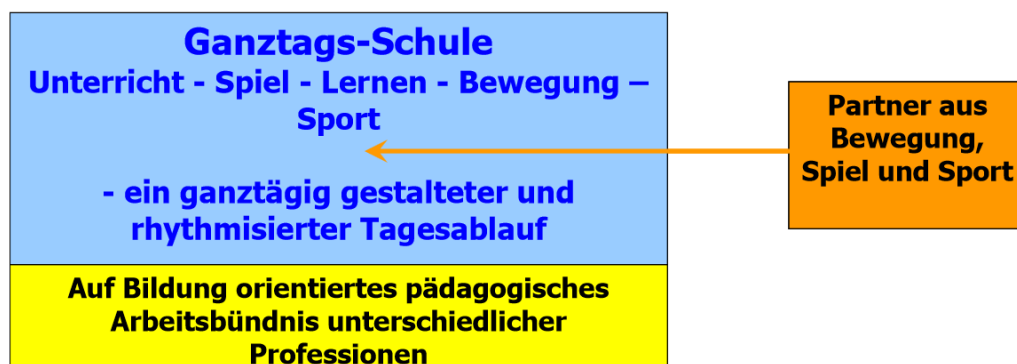 Ganztags-Schule
Unterricht - Spiel - Lernen - Bewegung –
Sport
- ein ganztägig gestalteter und
rhythmisierter Tagesablauf
Auf Bildung orientiertes pädagogisches
Arbeitsbündnis unterschiedlicher
Professionen
Partner aus
Bewegung,
Spiel und Sport